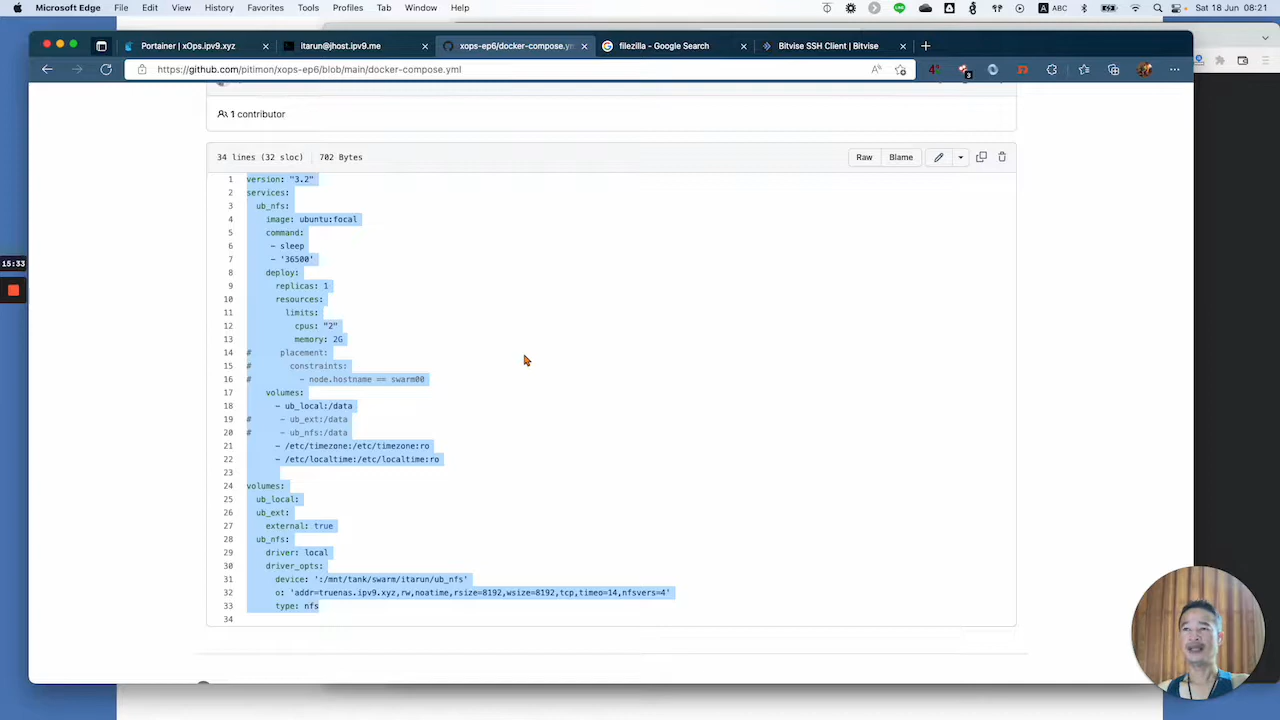 Microsoft Edge File Edit View History Favorites Tools Profiles Tab Window Help ABC Sat 18 Jun 08:21
Portainer | xOps.ipv9.xyz
itarun@jhost.ipv9.me
xops-ep6/docker-compose.ym
filezilla - Google Search
Bitvise SSH Client | Bitvise
https://github.com/pitimon/xops-ep6/blob/main/docker-compose.yml
1 contributor
34 lines (32 sloc) 702 Bytes
Raw Blame
15:33
1 version: "3.2"
2 services:
3 ub_nfs:
4 image: ubuntu:focal
5 command:
6 - sleep
7 - '36500'
8 deploy:
9 replicas: 1
10 resources:
11 limits:
12 cpus: "2"
13 memory: 2G
14 # placement:
15 # constraints:
16 # - node.hostname == swarm00
17 volumes:
18 - ub_local:/data
19 # - ub_ext:/data
20 # - ub_nfs:/data
21 - /etc/timezone:/etc/timezone:ro
22 - /etc/localtime:/etc/localtime:ro
23
24 volumes:
25 ub_local:
26 ub_ext:
27 external: true
28 ub_nfs:
29 driver: local
30 driver_opts:
31 device: ':/mnt/tank/swarm/itarun/ub_nfs'
32 o: 'addr=truenas.ipv9.xyz,rw,noatime,rsize=8192,wsize=8192,tcp,timeo=14,nfsvers=4'
33 type: nfs
34